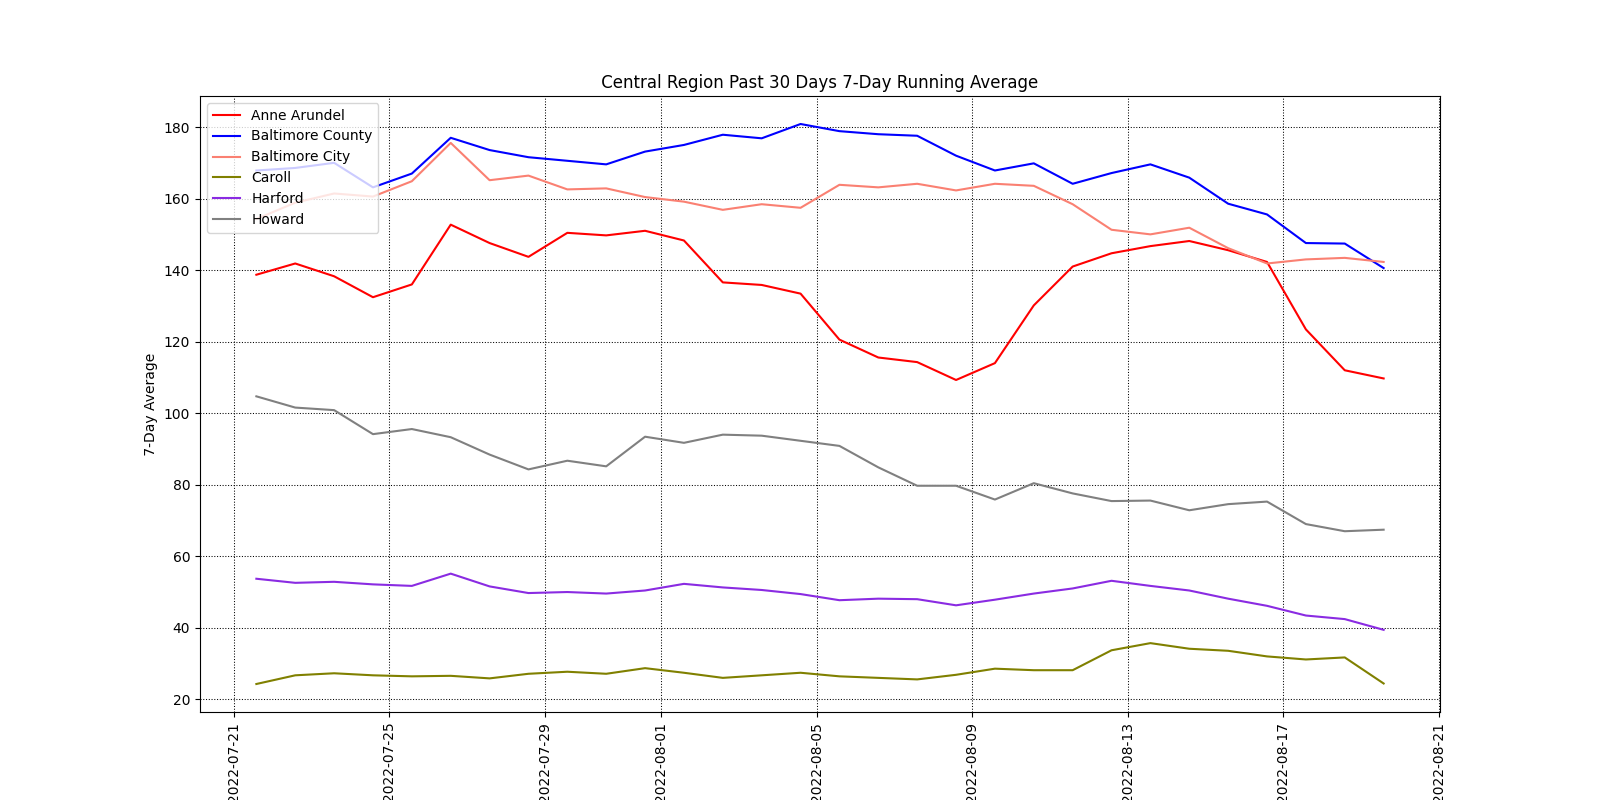 Central Region Past 30 Days 7-Day Running Average
Anne Arundel
Baltimore County
Baltimore City
Caroll
Harford
Howard
7-Day Average
180
160
140
120
100
80
60
40
20
2022-07-21
2022-07-25
2022-07-29
2022-08-01
2022-08-05
2022-08-09
2022-08-13
2022-08-17
2022-08-21